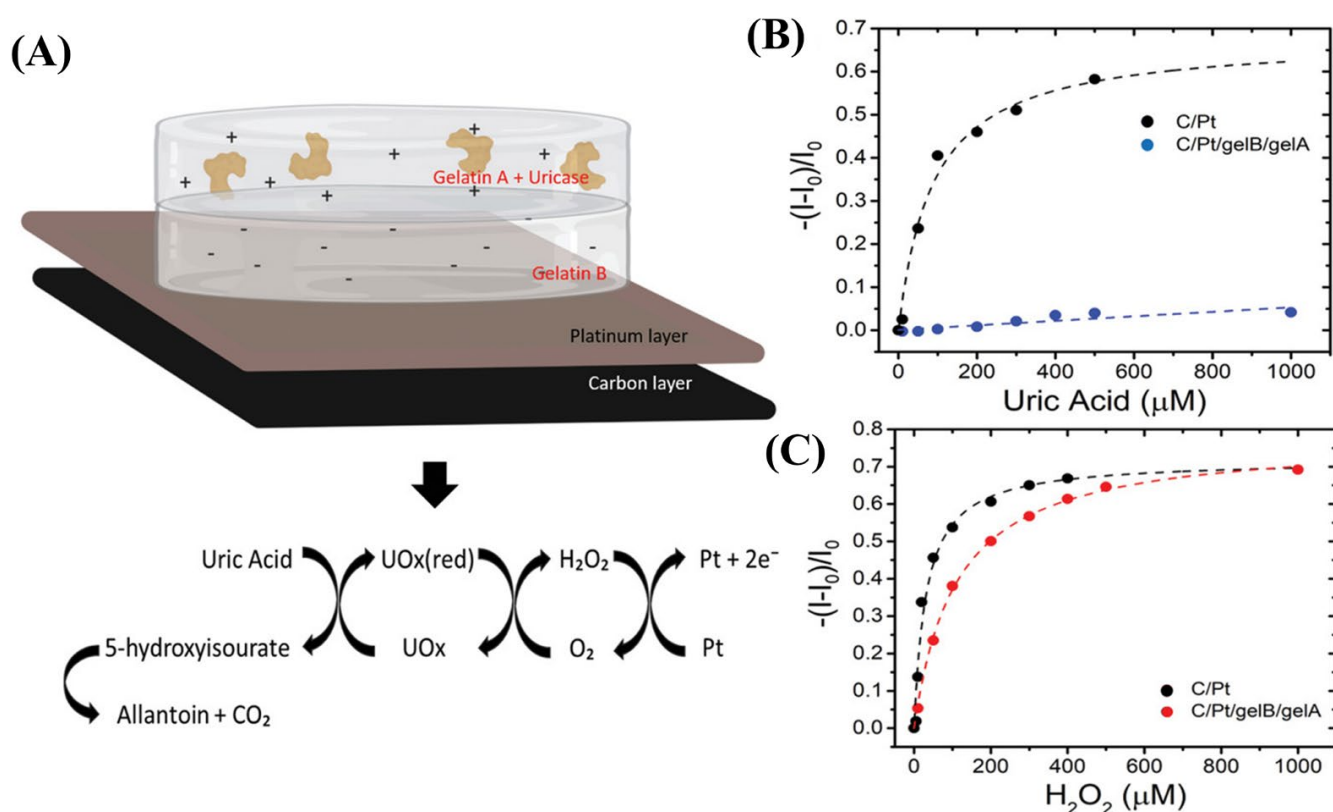 (A)
+ + + + + + + +
Gelatin A + Uricase
- - - - - - - - - -
Gelatin B
Platinum layer
Carbon layer
Uric Acid UOx(red) H₂O₂ Pt + 2e⁻
5-hydroxyisourate UOx O₂ Pt
Allantoin + CO₂
(B)
-(I-I₀)/I₀
0.7
0.6
0.5
0.4
0.3
0.2
0.1
0.0
C/Pt
C/Pt/gelB/gelA
0 200 400 600 800 1000
Uric Acid (μM)
(C)
-(I-I₀)/I₀
0.8
0.7
0.6
0.5
0.4
0.3
0.2
0.1
0.0
C/Pt
C/Pt/gelB/gelA
0 200 400 600 800 1000
H₂O₂ (μM)